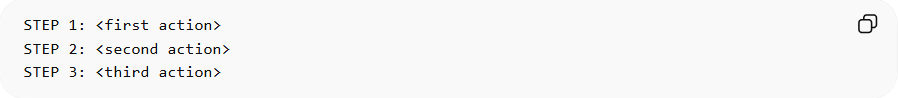 STEP 1: <first action>
STEP 2: <second action>
STEP 3: <third action>